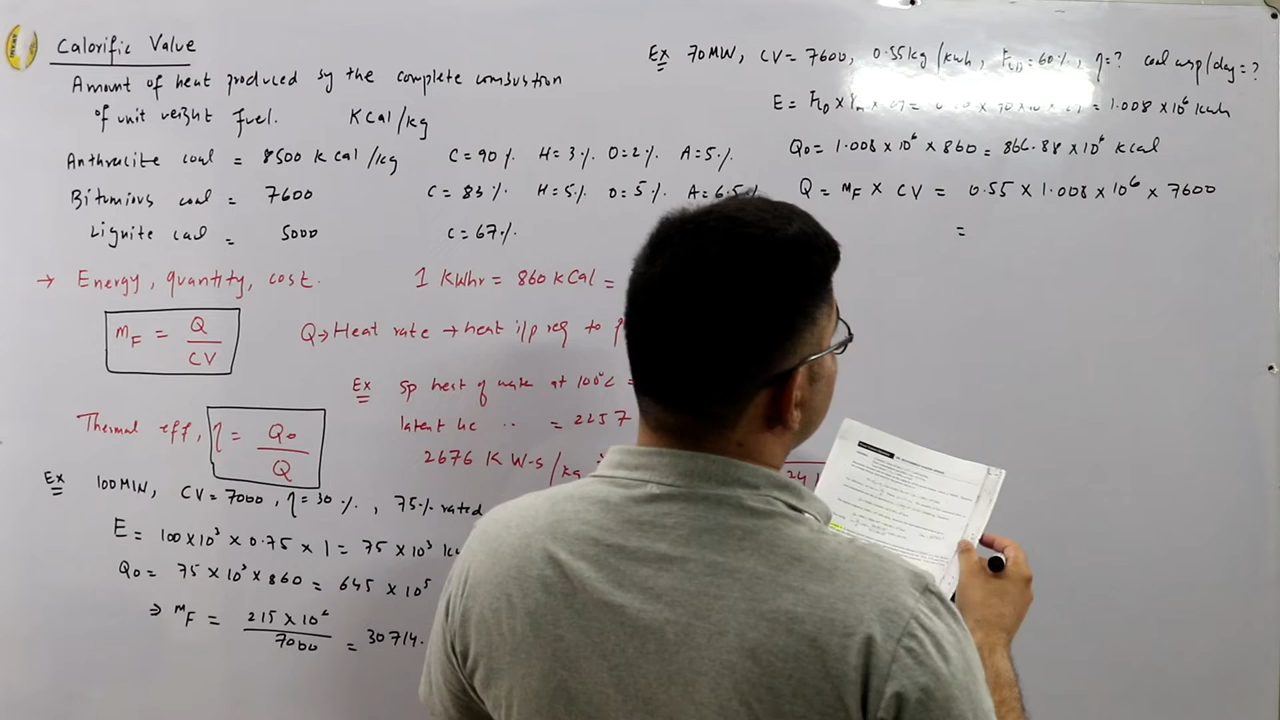 Calorific Value
Amount of heat produced by the complete combustion
of unit weight fuel. KCal/kg
Anthracite coal = 8500 k cal/kg C = 90 %. H = 3 %. O = 2 %. A = 5 %.
Bitumious coal = 7600 C = 83 %. H = 5 %. O = 5 %. A = 6.5 %
Lignite coal = 5000 C = 67 %.
→ Energy, quantity, cost. 1 KWhr = 860 kCal =
mF = Q / CV
Q → Heat rate → heat i/p req to
Ex sp heat of water at 100°C =
Thermal eff, η = Qo / Q
latent he .. = 2257
2676 K W-s/kg
Ex 100MW, CV = 7000, η = 30 %., 75 % rated
E = 100 x 10³ x 0.75 x 1 = 75 x 10³
Qo = 75 x 10³ x 860 = 645 x 10⁵
⇒ mF = 215 x 10⁶ / 7000 = 30714.
Ex 70MW, CV = 7600, 0.55 kg/kwh, = 60 %, η = ? coal /day = ?
E = = 1.008 x 10⁶ kwh
Qo = 1.008 x 10⁶ x 860 = 866.88 x 10⁶ kcal
Q = mF x CV = 0.55 x 1.008 x 10⁶ x 7600
=